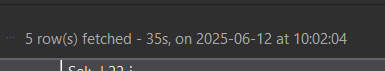 5 row(s) fetched - 35s, on 2025-06-12 at 10:02:04